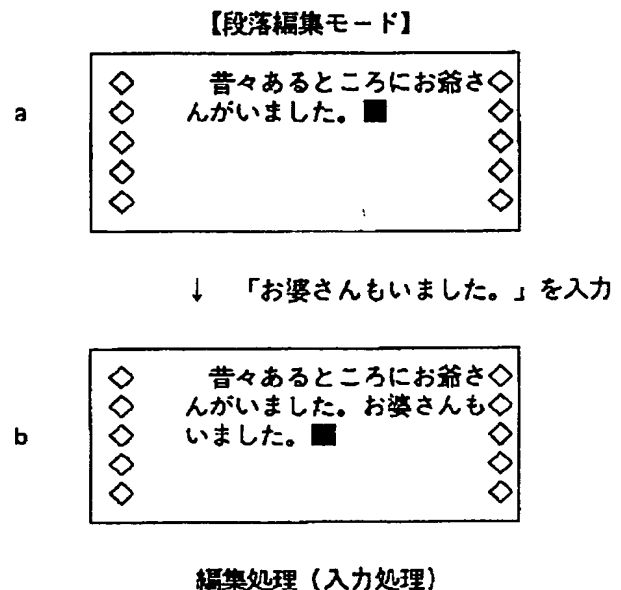 【段落編集モード】
a
昔々あるところにお爺さ
んがいました。■
↓ 「お婆さんもいました。」を入力
b
昔々あるところにお爺さ
んがいました。お婆さんも
いました。■
編集処理(入力処理)